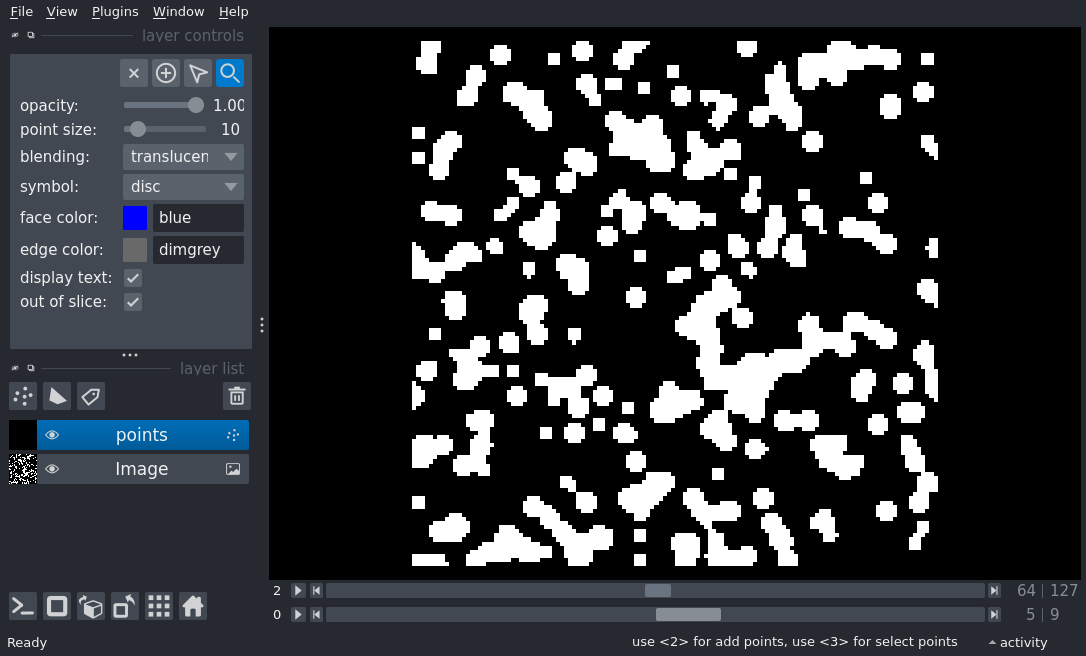 File View Plugins Window Help
layer controls
opacity: 1.00
point size: 10
blending: translucen
symbol: disc
face color: blue
edge color: dimgrey
display text:
out of slice:
layer list
points
Image
2 64 | 127
0 5 | 9
Ready use <2> for add points, use <3> for select points activity